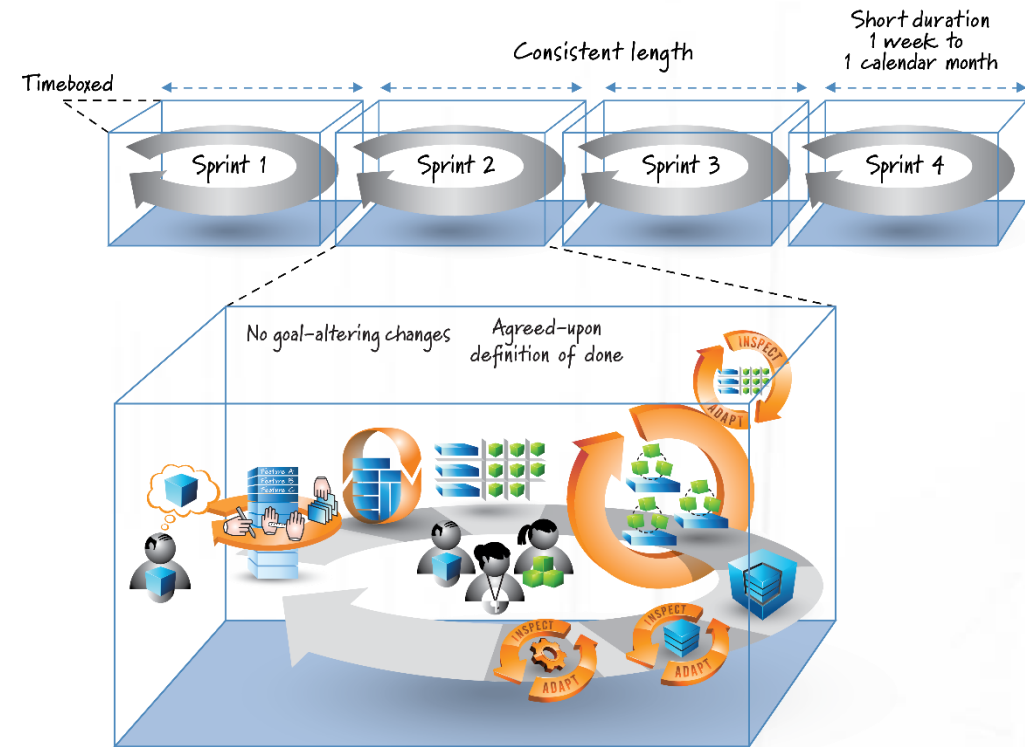 Short duration
1 week to
1 calendar month
Consistent length
Timeboxed
Sprint 1
Sprint 2
Sprint 3
Sprint 4
No goal-altering changes
Agreed-upon
definition of done
INSPECT
ADAPT
Feature A
Feature B
Feature C
INSPECT
ADAPT
INSPECT
ADAPT